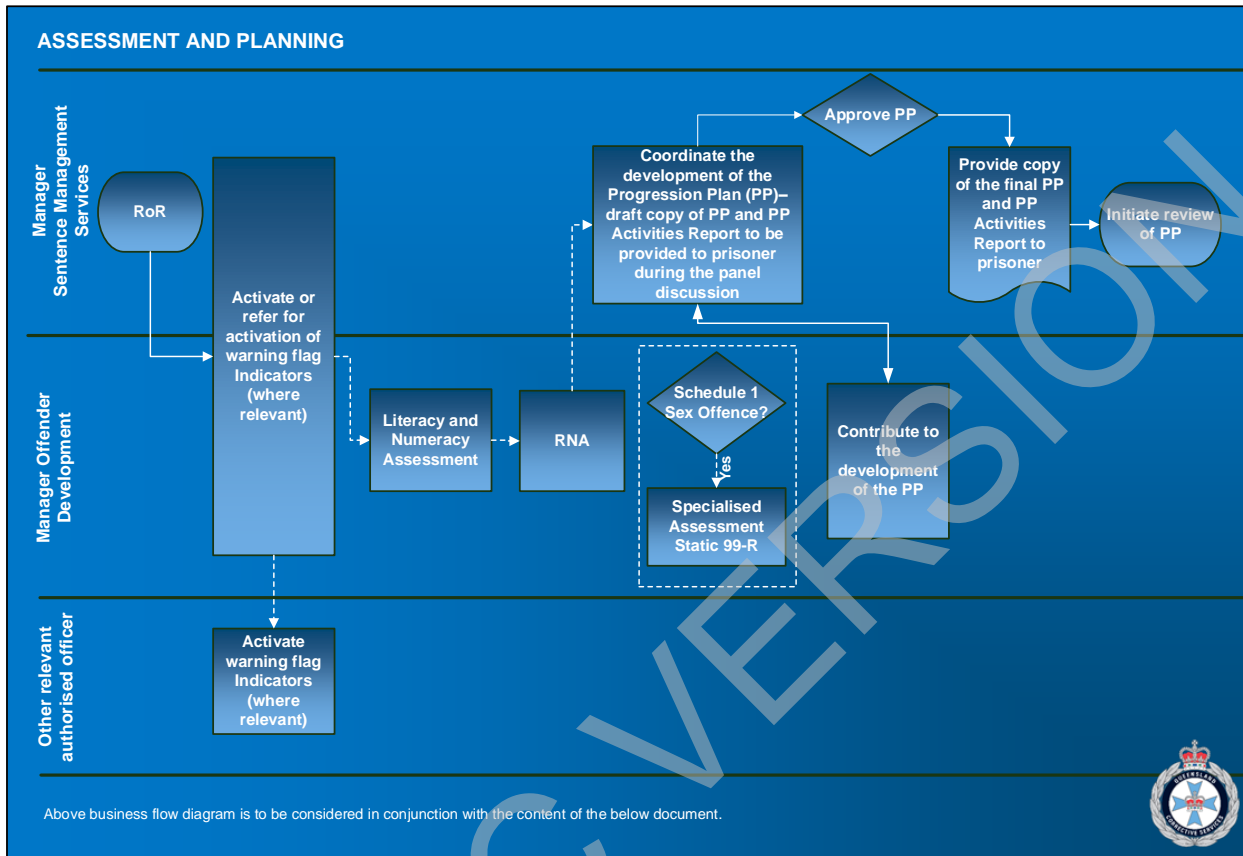 ASSESSMENT AND PLANNING
Manager
Sentence Management
Services
RoR
Activate or
refer for
activation of
warning flag
Indicators
(where
relevant)
Coordinate the
development of the
Progression Plan (PP)–
draft copy of PP and PP
Activities Report to be
provided to prisoner
during the panel
discussion
Approve PP
Provide copy
of the final PP
and PP
Activities
Report to
prisoner
Initiate review
of PP
Manager Offender
Development
Literacy and
Numeracy
Assessment
RNA
Schedule 1
Sex Offence?
Yes
Specialised
Assessment
Static 99-R
Contribute to
the
development
of the PP
Other relevant
authorised officer
Activate
warning flag
Indicators
(where
relevant)
Above business flow diagram is to be considered in conjunction with the content of the below document.
QUEENSLAND
CORRECTIVE SERVICES
C VERSION